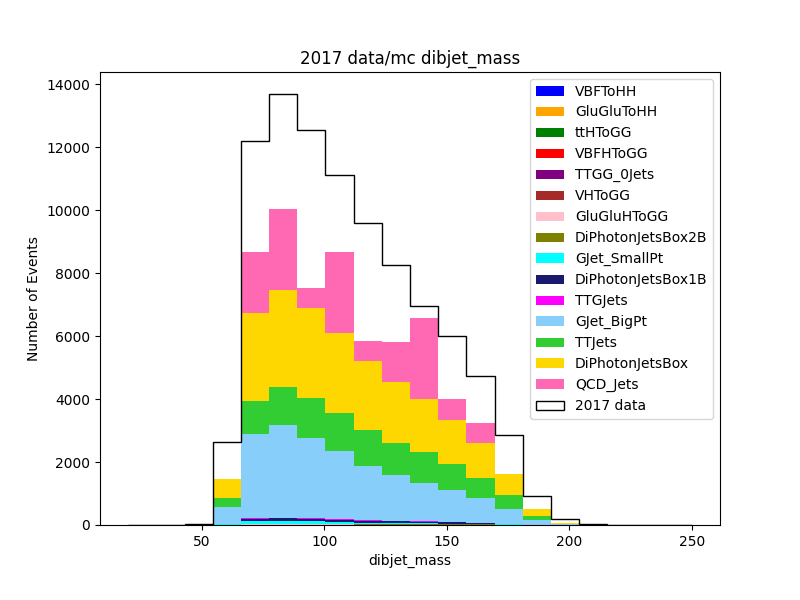 2017 data/mc dibjet_mass
14000
12000
10000
8000
6000
4000
2000
0
Number of Events
50
100
150
200
250
dibjet_mass
VBFToHH
GluGluToHH
ttHToGG
VBFHToGG
TTGG_0Jets
VHToGG
GluGluHToGG
DiPhotonJetsBox2B
GJet_SmallPt
DiPhotonJetsBox1B
TTGJets
GJet_BigPt
TTJets
DiPhotonJetsBox
QCD_Jets
2017 data